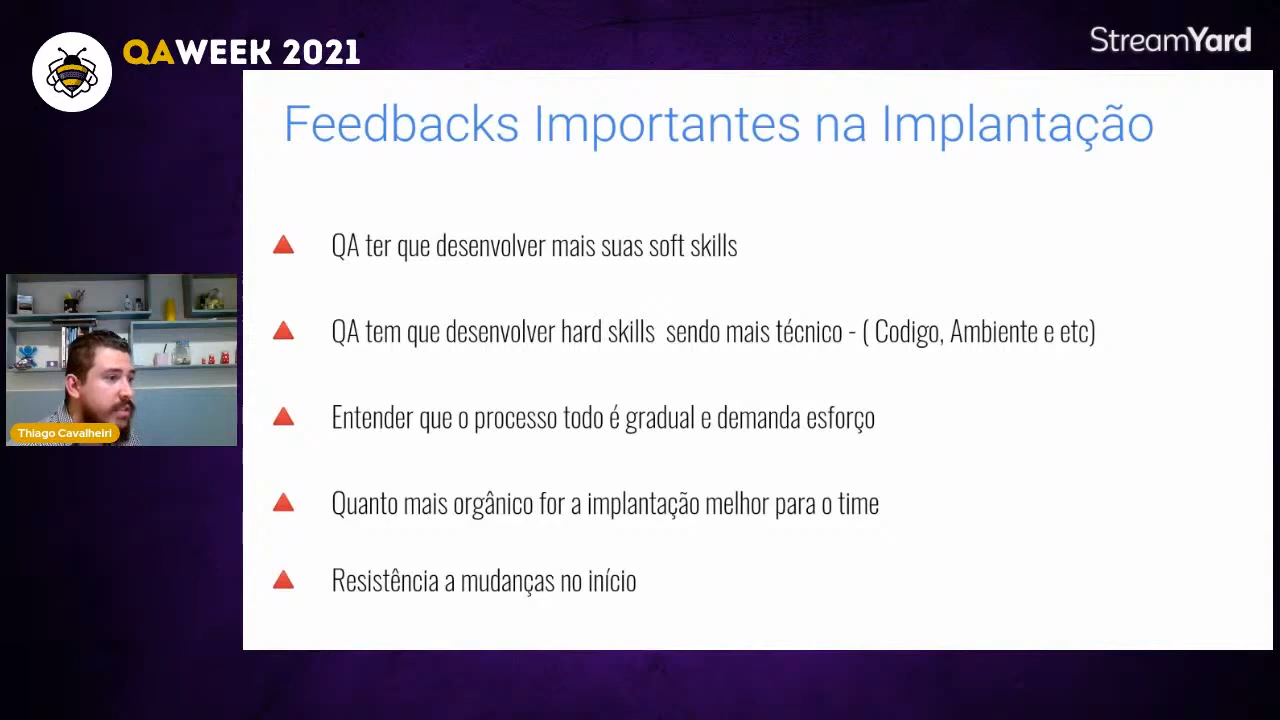 QAWEEK 2021
StreamYard
Feedbacks Importantes na Implantação
QA ter que desenvolver mais suas soft skills
QA tem que desenvolver hard skills sendo mais técnico - ( Codigo, Ambiente e etc)
Entender que o processo todo é gradual e demanda esforço
Quanto mais orgânico for a implantação melhor para o time
Resistência a mudanças no início
Thiago Cavalheiri